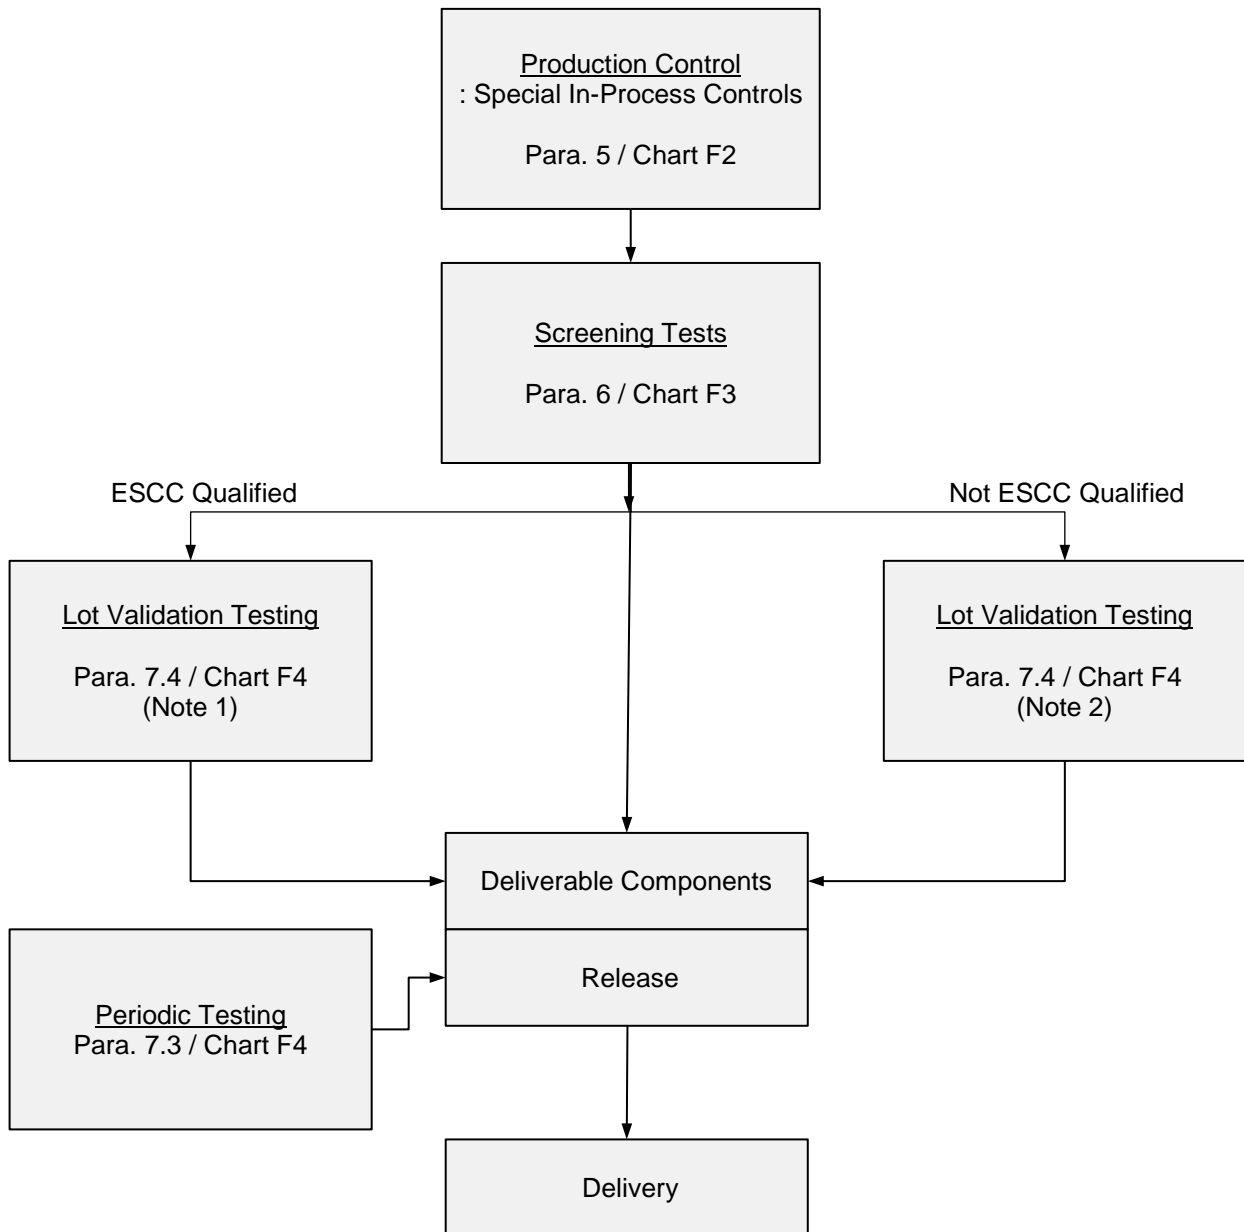 Production Control
: Special In-Process Controls
Para. 5 / Chart F2
Screening Tests
Para. 6 / Chart F3
ESCC Qualified
Not ESCC Qualified
Lot Validation Testing
Para. 7.4 / Chart F4
(Note 1)
Lot Validation Testing
Para. 7.4 / Chart F4
(Note 2)
Deliverable Components
Release
Periodic Testing
Para. 7.3 / Chart F4
Delivery